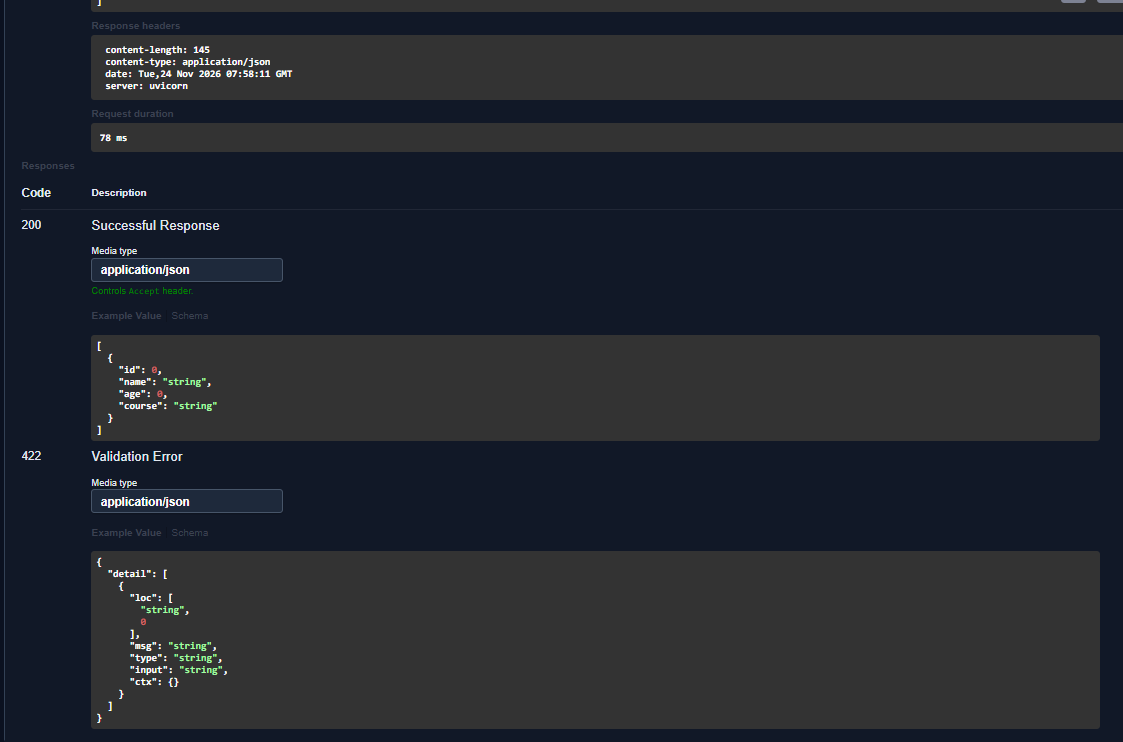 ]
Response headers
content-length: 145
content-type: application/json
date: Tue,24 Nov 2026 07:58:11 GMT
server: uvicorn
Request duration
78 ms
Responses
Code Description
200 Successful Response
Media type
application/json
Controls Accept header.
Example Value Schema
[
  {
    "id": 0,
    "name": "string",
    "age": 0,
    "course": "string"
  }
]
422 Validation Error
Media type
application/json
Example Value Schema
{
  "detail": [
    {
      "loc": [
        "string",
        0
      ],
      "msg": "string",
      "type": "string",
      "input": "string",
      "ctx": {}
    }
  ]
}